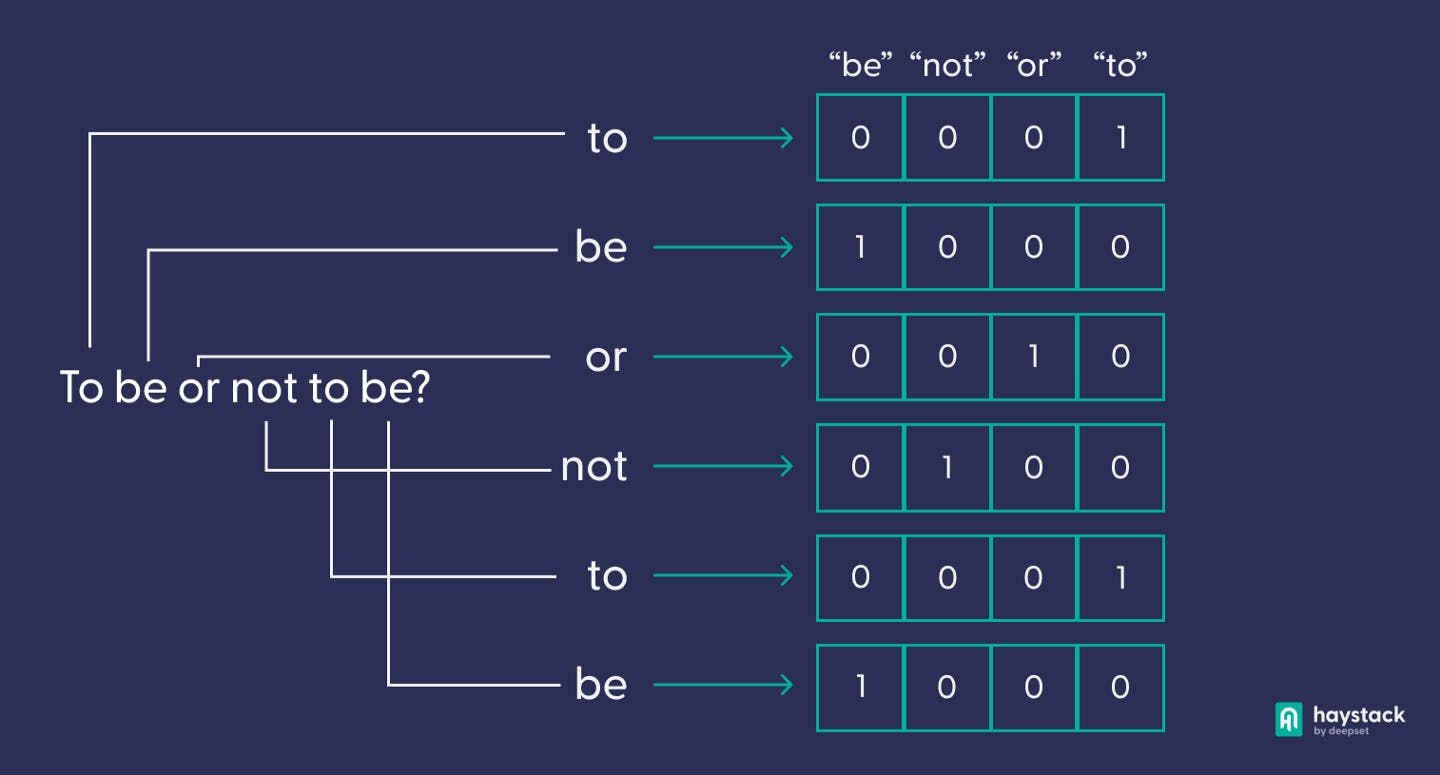 “be” “not” “or” “to”
to 0 0 0 1
be 1 0 0 0
or 0 0 1 0
To be or not to be?
not 0 1 0 0
to 0 0 0 1
be 1 0 0 0
haystack
by deepset